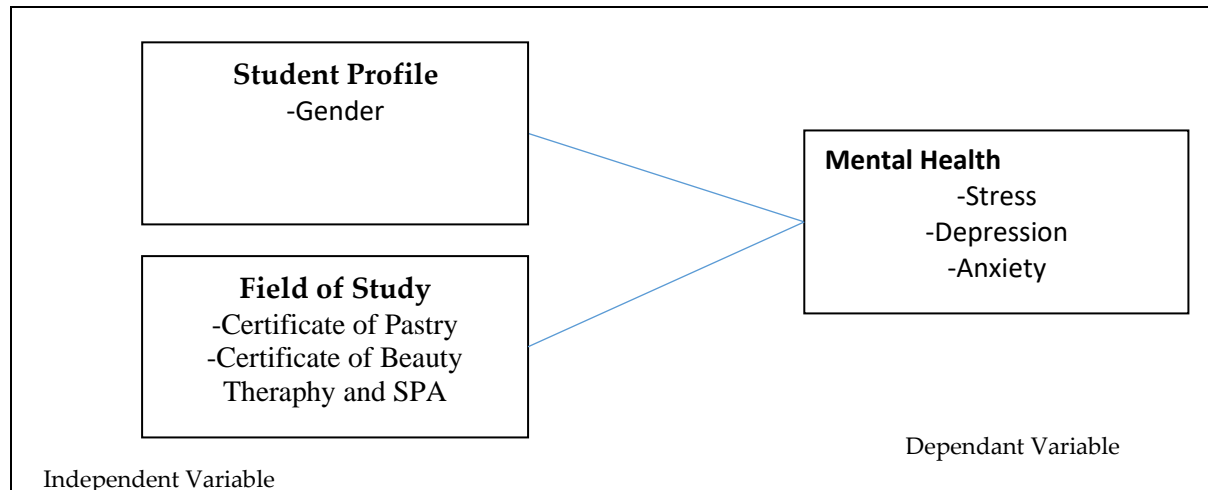 Student Profile
-Gender
Field of Study
-Certificate of Pastry
-Certificate of Beauty
Theraphy and SPA
Independent Variable
Mental Health
-Stress
-Depression
-Anxiety
Dependant Variable